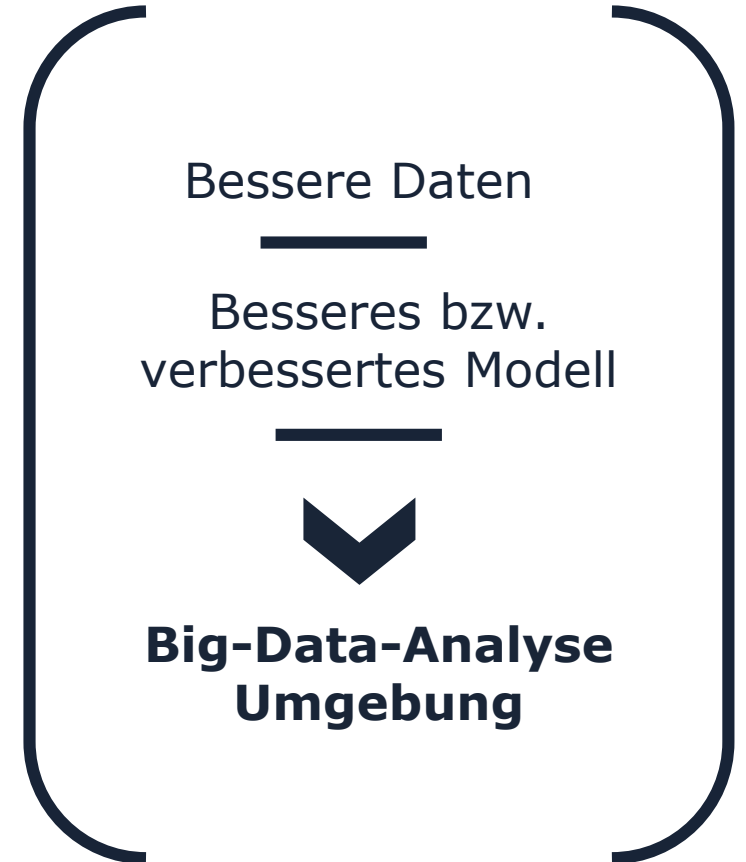 Bessere Daten
Besseres bzw.
verbessertes Modell
Big-Data-Analyse
Umgebung